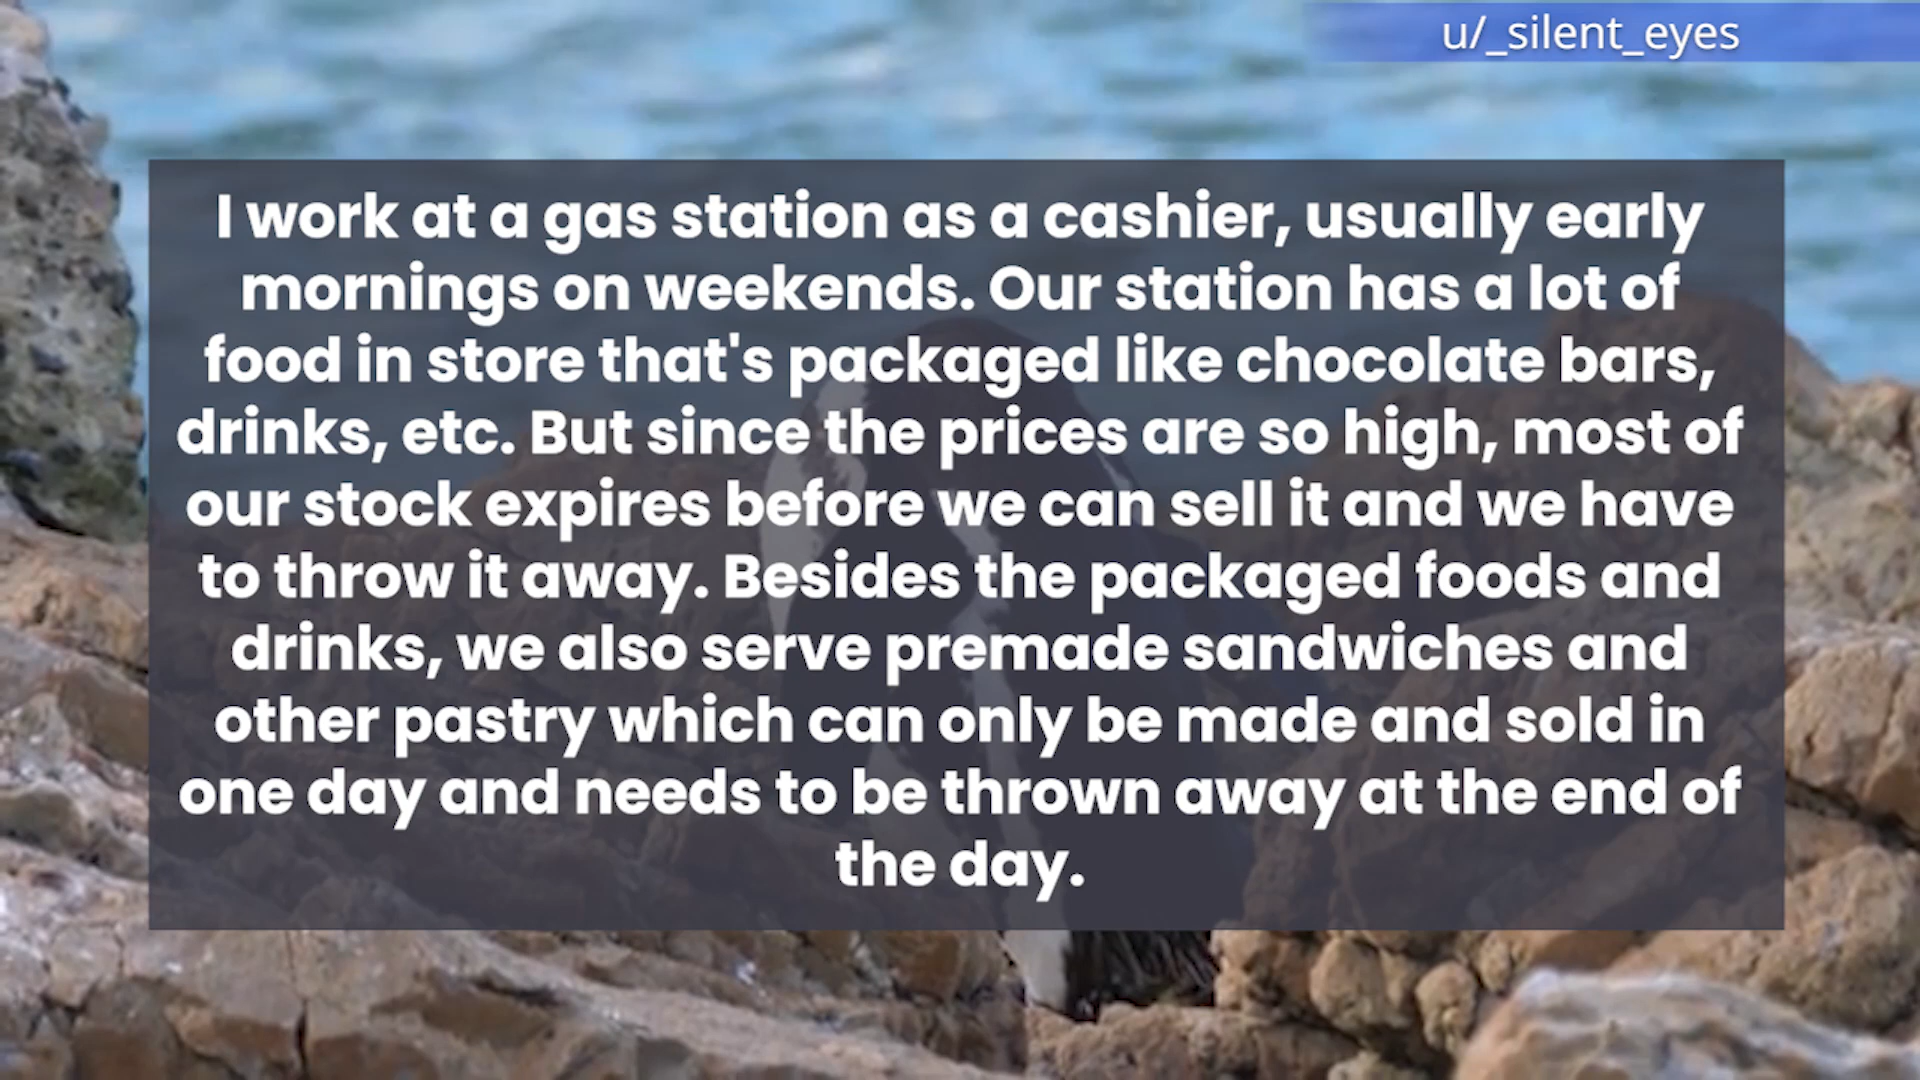 u/_silent_eyes
I work at a gas station as a cashier, usually early
mornings on weekends. Our station has a lot of
food in store that's packaged like chocolate bars,
drinks, etc. But since the prices are so high, most of
our stock expires before we can sell it and we have
to throw it away. Besides the packaged foods and
drinks, we also serve premade sandwiches and
other pastry which can only be made and sold in
one day and needs to be thrown away at the end of
the day.